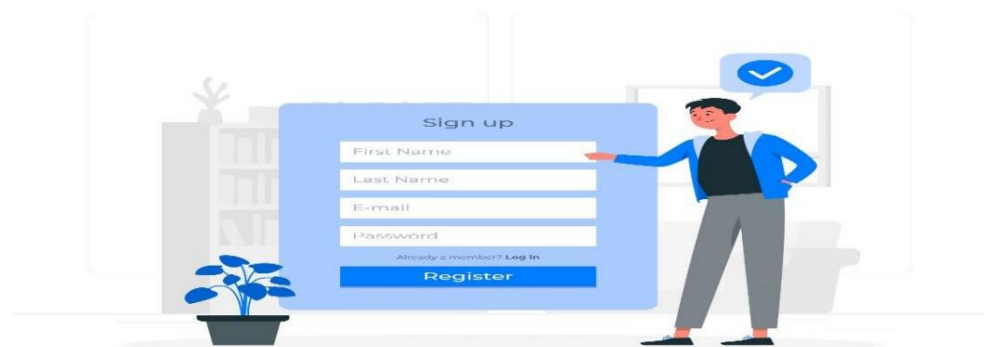 Sign up
First Name
Last Name
E-mail
Password
Already a member? Log In
Register